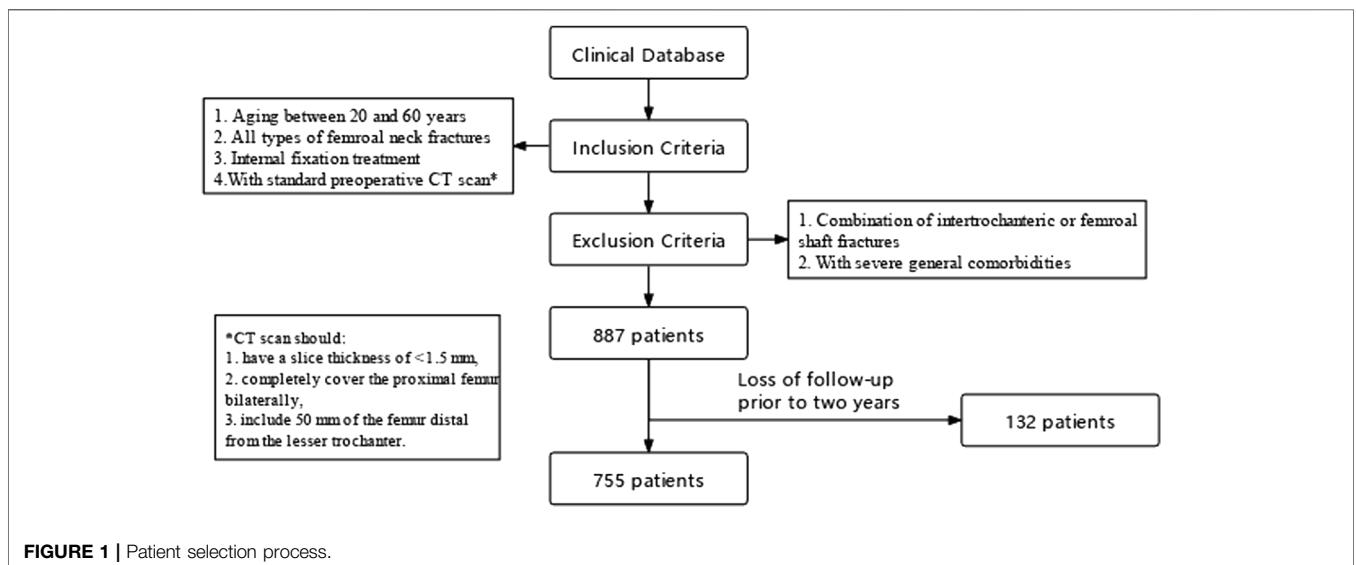 Clinical Database
1. Aging between 20 and 60 years
2. All types of femroal neck fractures
3. Internal fixation treatment
4.With standard preoperative CT scan*
Inclusion Criteria
Exclusion Criteria
1. Combination of intertrochanteric or femroal
shaft fractures
2. With severe general comorbidities
887 patients
*CT scan should:
1. have a slice thickness of <1.5 mm,
2. completely cover the proximal femur
bilaterally,
3. include 50 mm of the femur distal
from the lesser trochanter.
Loss of follow-up
prior to two years
132 patients
755 patients
FIGURE 1 | Patient selection process.